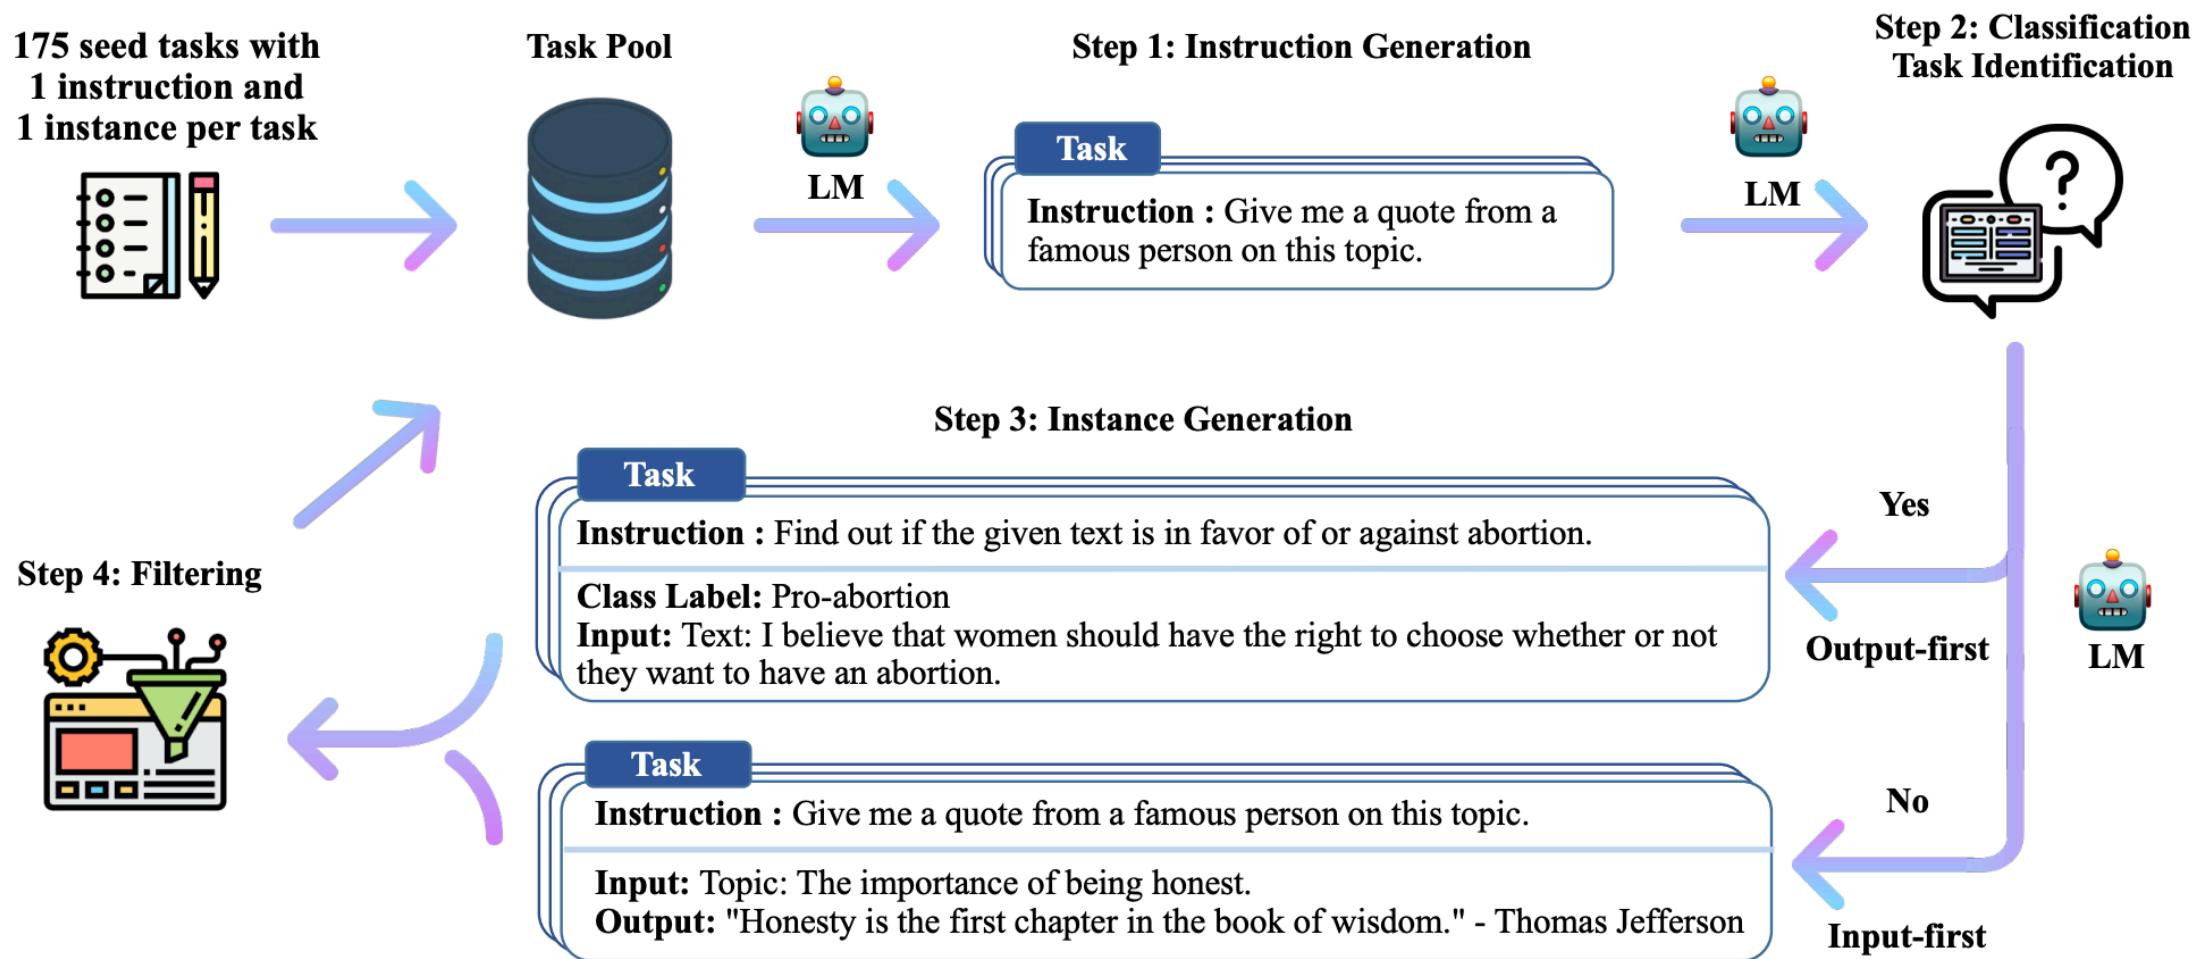 175 seed tasks with
1 instruction and
1 instance per task
Task Pool
LM
Step 1: Instruction Generation
Task
Instruction : Give me a quote from a
famous person on this topic.
LM
Step 2: Classification
Task Identification
?
Step 3: Instance Generation
Task
Instruction : Find out if the given text is in favor of or against abortion.
Class Label: Pro-abortion
Input: Text: I believe that women should have the right to choose whether or not
they want to have an abortion.
Yes
Output-first
LM
Step 4: Filtering
Task
Instruction : Give me a quote from a famous person on this topic.
Input: Topic: The importance of being honest.
Output: "Honesty is the first chapter in the book of wisdom." - Thomas Jefferson
No
Input-first